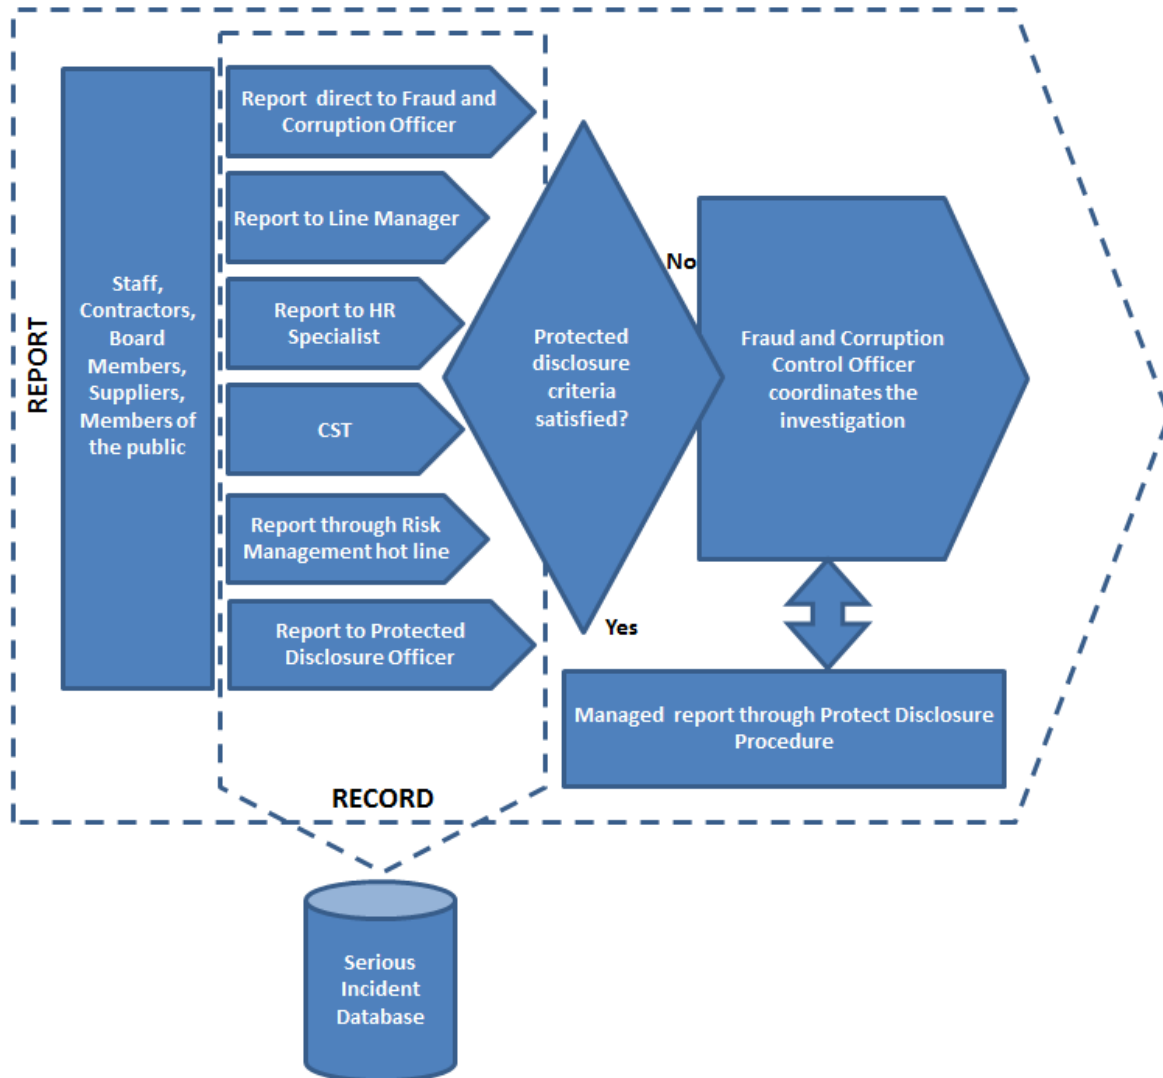 REPORT
Staff,
Contractors,
Board
Members,
Suppliers,
Members of
the public
Report direct to Fraud and
Corruption Officer
Report to Line Manager
Report to HR
Specialist
CST
Report through Risk
Management hot line
Report to Protected
Disclosure Officer
RECORD
Serious
Incident
Database
Protected
disclosure
criteria
satisfied?
No
Yes
Fraud and Corruption
Control Officer
coordinates the
investigation
Managed report through Protect Disclosure
Procedure